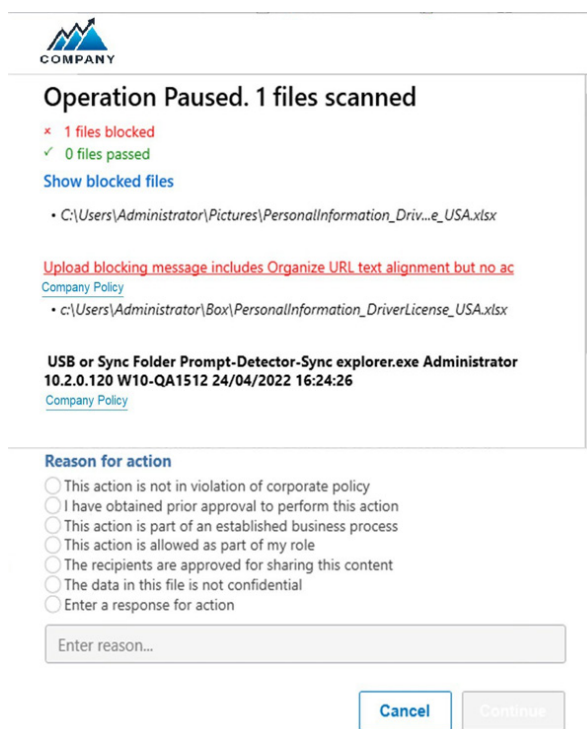 COMPANY
Operation Paused. 1 files scanned
× 1 files blocked
✓ 0 files passed
Show blocked files
• C:\Users\Administrator\Pictures\PersonalInformation_Driv...e_USA.xlsx
Upload blocking message includes Organize URL text alignment but no ac
Company Policy
• c:\Users\Administrator\Box\PersonalInformation_DriverLicense_USA.xlsx
USB or Sync Folder Prompt-Detector-Sync explorer.exe Administrator
10.2.0.120 W10-QA1512 24/04/2022 16:24:26
Company Policy
Reason for action
This action is not in violation of corporate policy
I have obtained prior approval to perform this action
This action is part of an established business process
This action is allowed as part of my role
The recipients are approved for sharing this content
The data in this file is not confidential
Enter a response for action
Enter reason...
Cancel
Continue